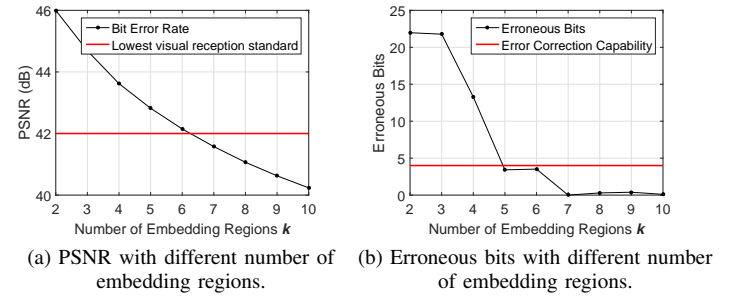 46
44
42
40
PSNR (dB)
Bit Error Rate
Lowest visual reception standard
2 3 4 5 6 7 8 9 10
Number of Embedding Regions k
(a) PSNR with different number of
embedding regions.
25
20
15
10
5
0
Erroneous Bits
Erroneous Bits
Error Correction Capability
2 3 4 5 6 7 8 9 10
Number of Embedding Regions k
(b) Erroneous bits with different number
of embedding regions.